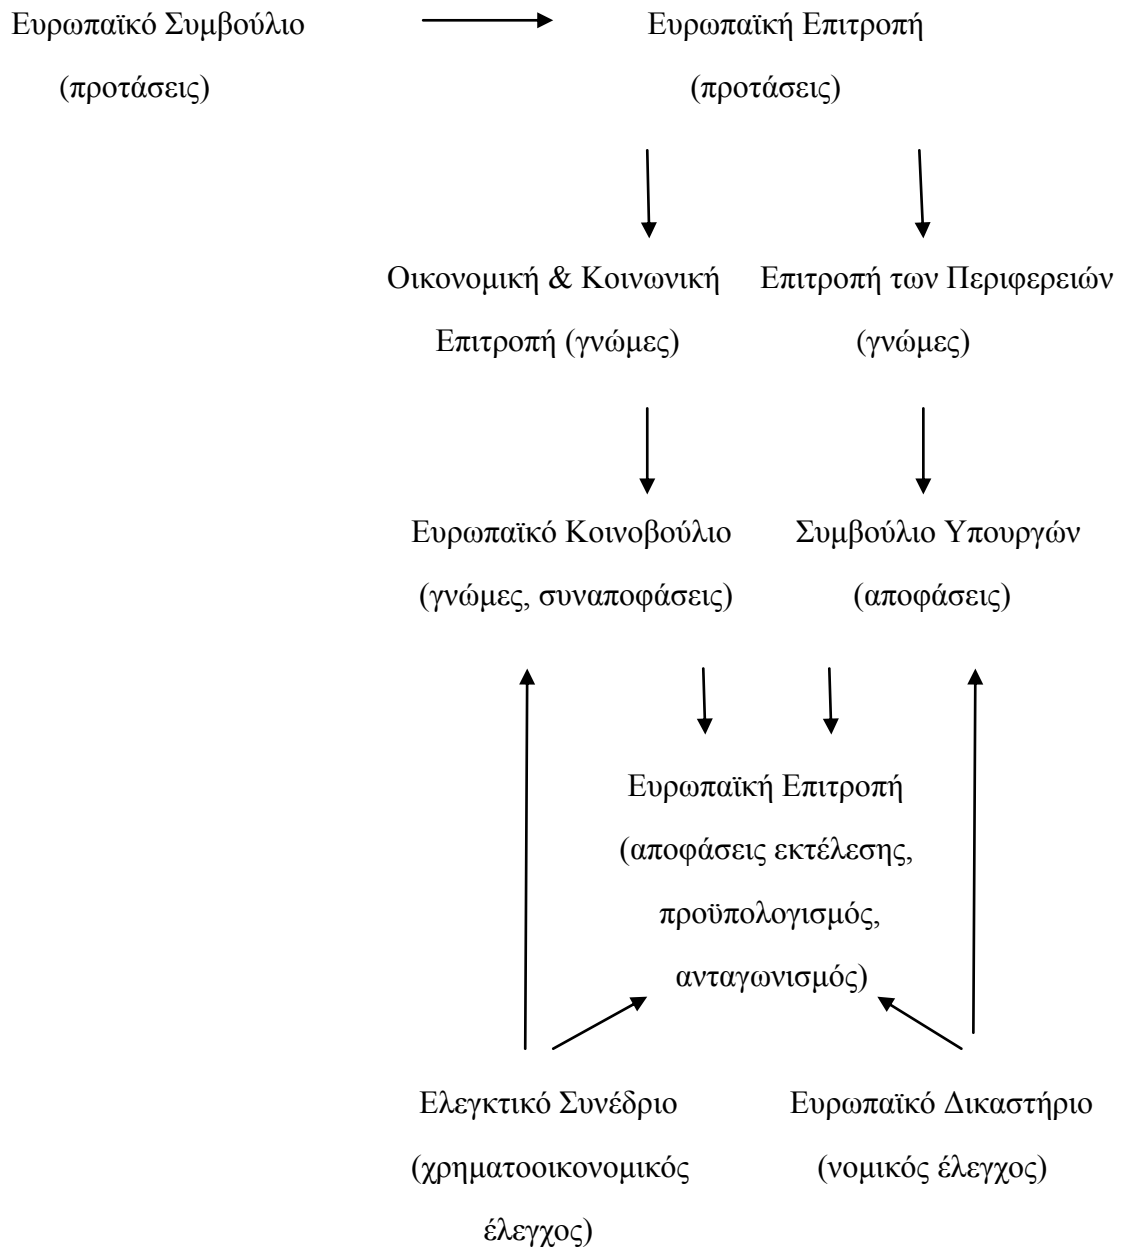 Ευρωπαϊκό Συμβούλιο
(προτάσεις)
Ευρωπαϊκή Επιτροπή
(προτάσεις)
Οικονομική & Κοινωνική
Επιτροπή (γνώμες)
Επιτροπή των Περιφερειών
(γνώμες)
Ευρωπαϊκό Κοινοβούλιο
(γνώμες, συναποφάσεις)
Συμβούλιο Υπουργών
(αποφάσεις)
Ευρωπαϊκή Επιτροπή
(αποφάσεις εκτέλεσης,
προϋπολογισμός,
ανταγωνισμός)
Ελεγκτικό Συνέδριο
(χρηματοοικονομικός
έλεγχος)
Ευρωπαϊκό Δικαστήριο
(νομικός έλεγχος)